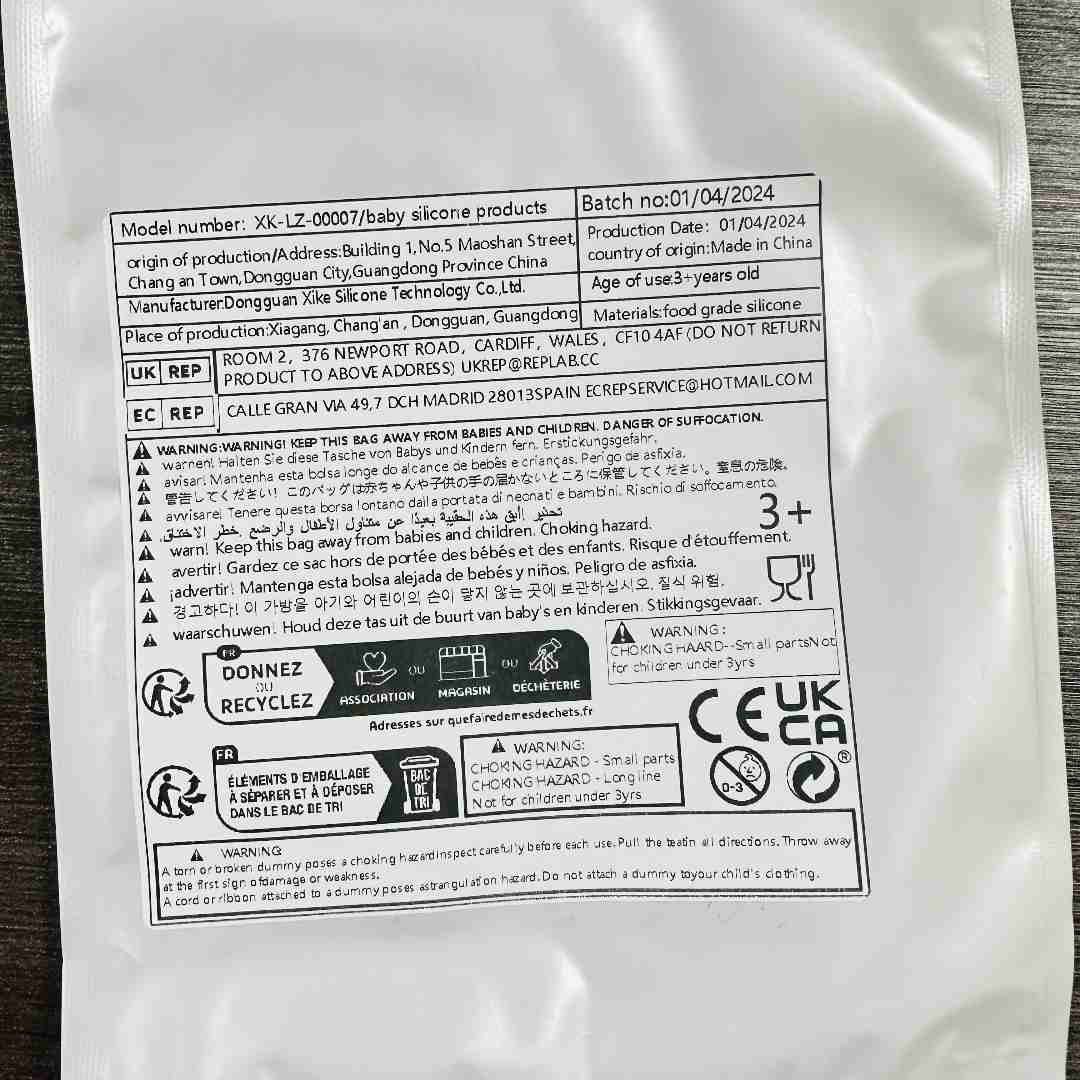 Model number: XK-LZ-00007/baby silicone products
Batch no:01/04/2024
origin of production/Address:Building 1,No.5 Maoshan Street,
Chang an Town,Dongguan City,Guangdong Province China
Production Date: 01/04/2024
country of origin:Made in China
Manufacturer:Dongguan Xike Silicone Technology Co.,Ltd.
Age of use:3+years old
Place of production:Xiagang, Chang'an , Dongguan, Guangdong
Materials:food grade silicone
UK REP
ROOM 2, 376 NEWPORT ROAD, CARDIFF, WALES, CF10 4AF(DO NOT RETURN
PRODUCT TO ABOVE ADDRESS) UKREP@REPLAB.CC
EC REP
CALLE GRAN VIA 49,7 DCH MADRID 28013SPAIN ECREPSERVICE@HOTMAIL.COM
WARNING:WARNING! KEEP THIS BAG AWAY FROM BABIES AND CHILDREN. DANGER OF SUFFOCATION.
warnen! Halten Sie diese Tasche von Babys und Kindern fern. Erstickungsgefahr.
avisar! Mantenha esta bolsa longe do alcance de bebês e crianças. Perigo de asfixia.
警告してください! このバッグは赤ちゃんや子供の手の届かないところに保管してください。窒息の危険。
avvisare! Tenere questa borsa lontano dalla portata di neonati e bambini. Rischio di soffocamento.
تحذير !أبق هذه الحقيبة بعيدًا عن متناول الأطفال والرضع. خطر الاختناق.
warn! Keep this bag away from babies and children. Choking hazard.
avertir! Gardez ce sac hors de portée des bébés et des enfants. Risque d'étouffement.
¡advertir! Mantenga esta bolsa alejada de bebés y niños. Peligro de asfixia.
경고하다! 이 가방을 아기와 어린이의 손이 닿지 않는 곳에 보관하십시오. 질식 위험.
waarschuwen! Houd deze tas uit de buurt van baby's en kinderen. Stikkingsgevaar.
3+
FR
DONNEZ
OU
RECYCLEZ
ASSOCIATION
OU
MAGASIN
OU
DÉCHÈTERIE
Adresses sur quefairedemesdechets.fr
WARNING:
CHOKING HAARD--Small partsNot
for children under 3yrs
CE
UK
CA
FR
ÉLÉMENTS D EMBALLAGE
À SÉPARER ET À DÉPOSER
DANS LE BAC DE TRI
BAC
DE
TRI
WARNING:
CHOKING HAZARD - Small parts
CHOKING HAZARD - Long line
Not for children under 3yrs
0-3
®
WARNING:
A torn or broken dummy poses a choking hazardinspect carefully before each use.Pull the teatin all directions. Throw away
at the first sign ofdamage or weakness.
A cord or ribbon attached to a dummy poses astrangulation hazard. Do not attach a dummy toyour child's clothing.